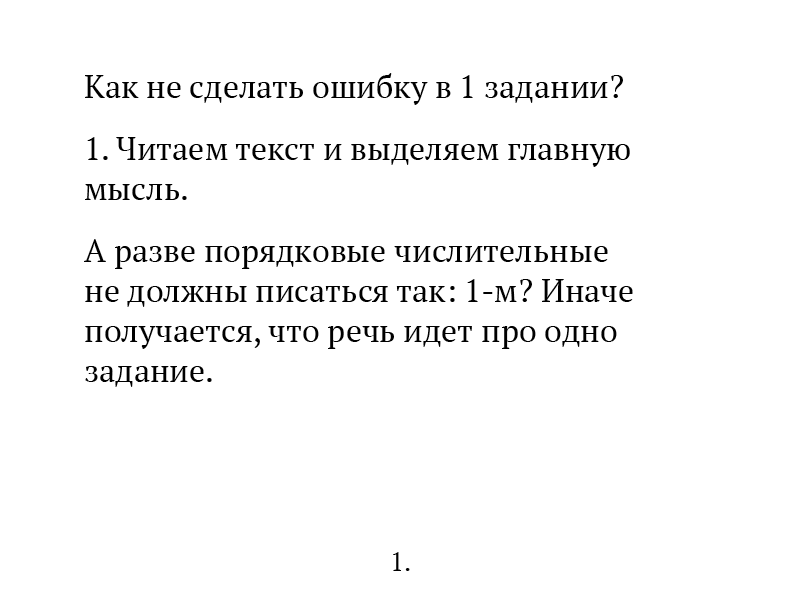 Как не сделать ошибку в 1 задании?
1. Читаем текст и выделяем главную
мысль.
А разве порядковые числительные
не должны писаться так: 1-м? Иначе
получается, что речь идет про одно
задание.
1.